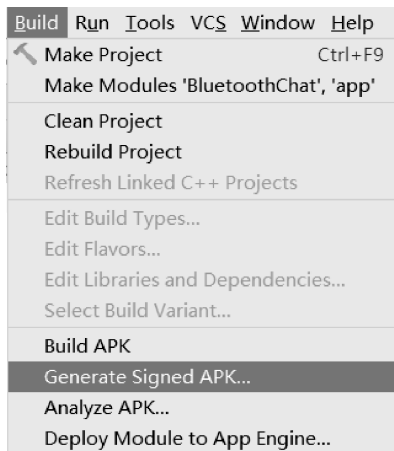 Build Run Tools VCS Window Help
Make Project Ctrl+F9
Make Modules 'BluetoothChat', 'app'
Clean Project
Rebuild Project
Refresh Linked C++ Projects
Edit Build Types...
Edit Flavors...
Edit Libraries and Dependencies...
Select Build Variant...
Build APK
Generate Signed APK...
Analyze APK...
Deploy Module to App Engine...